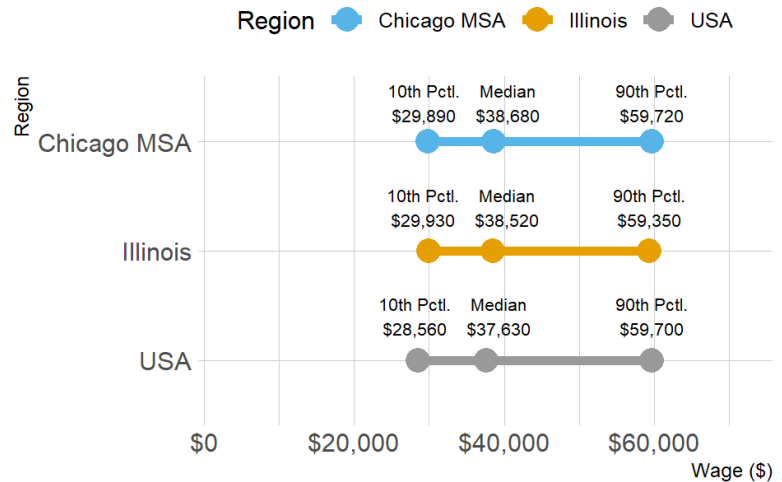 Region Chicago MSA Illinois USA
Region
10th Pctl. Median 90th Pctl.
$29,890 $38,680 $59,720
Chicago MSA
10th Pctl. Median 90th Pctl.
$29,930 $38,520 $59,350
Illinois
10th Pctl. Median 90th Pctl.
$28,560 $37,630 $59,700
USA
$0 $20,000 $40,000 $60,000
Wage ($)